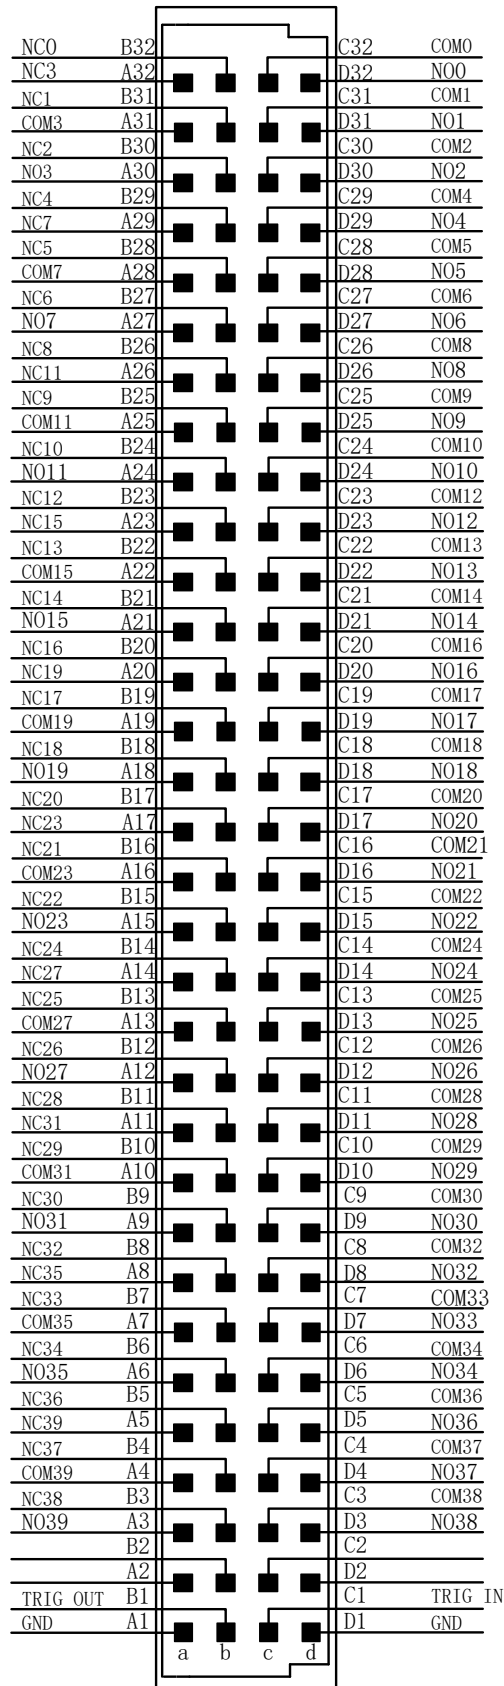 NC0 B32 C32 COM0
NC3 A32 D32 NO0
NC1 B31 C31 COM1
COM3 A31 D31 NO1
NC2 B30 C30 COM2
NO3 A30 D30 NO2
NC4 B29 C29 COM4
NC7 A29 D29 NO4
NC5 B28 C28 COM5
COM7 A28 D28 NO5
NC6 B27 C27 COM6
NO7 A27 D27 NO6
NC8 B26 C26 COM8
NC11 A26 D26 NO8
NC9 B25 C25 COM9
COM11 A25 D25 NO9
NC10 B24 C24 COM10
NO11 A24 D24 NO10
NC12 B23 C23 COM12
NC15 A23 D23 NO12
NC13 B22 C22 COM13
COM15 A22 D22 NO13
NC14 B21 C21 COM14
NO15 A21 D21 NO14
NC16 B20 C20 COM16
NC19 A20 D20 NO16
NC17 B19 C19 COM17
COM19 A19 D19 NO17
NC18 B18 C18 COM18
NO19 A18 D18 NO18
NC20 B17 C17 COM20
NC23 A17 D17 NO20
NC21 B16 C16 COM21
COM23 A16 D16 NO21
NC22 B15 C15 COM22
NO23 A15 D15 NO22
NC24 B14 C14 COM24
NC27 A14 D14 NO24
NC25 B13 C13 COM25
COM27 A13 D13 NO25
NC26 B12 C12 COM26
NO27 A12 D12 NO26
NC28 B11 C11 COM28
NC31 A11 D11 NO28
NC29 B10 C10 COM29
COM31 A10 D10 NO29
NC30 B9 C9 COM30
NO31 A9 D9 NO30
NC32 B8 C8 COM32
NC35 A8 D8 NO32
NC33 B7 C7 COM33
COM35 A7 D7 NO33
NC34 B6 C6 COM34
NO35 A6 D6 NO34
NC36 B5 C5 COM36
NC39 A5 D5 NO36
NC37 B4 C4 COM37
COM39 A4 D4 NO37
NC38 B3 C3 COM38
NO39 A3 D3 NO38
B2 C2
A2 D2
TRIG OUT B1 C1 TRIG IN
GND A1 D1 GND
a b c d